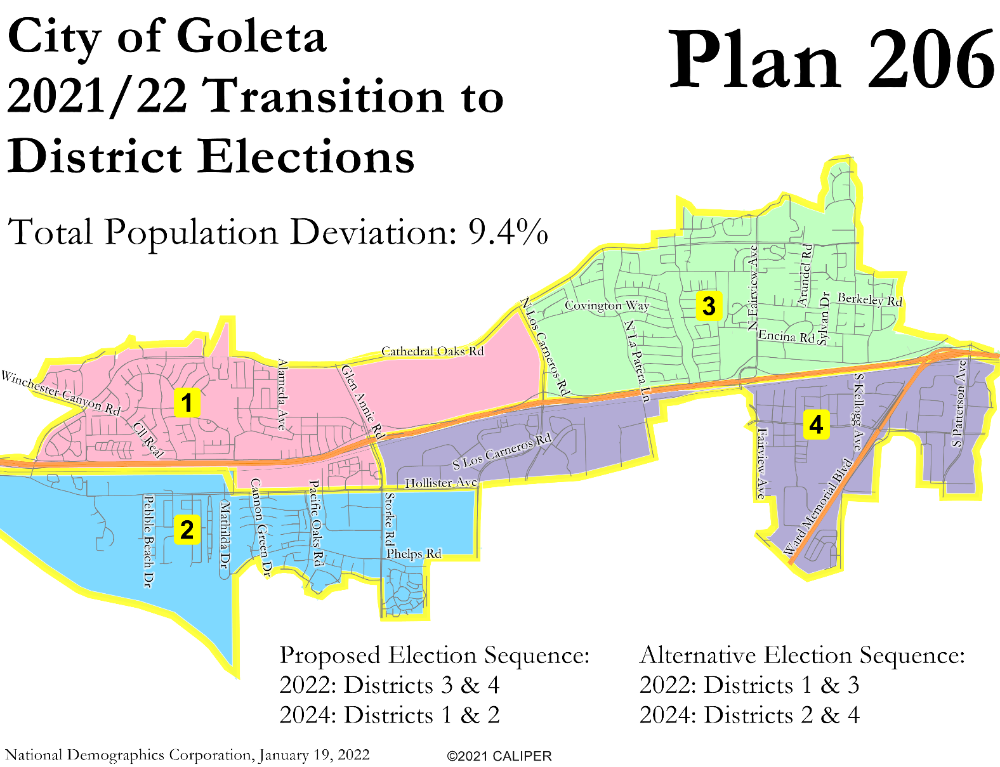 City of Goleta
2021/22 Transition to
District Elections
Plan 206
Total Population Deviation: 9.4%
N Fairview Ave
Arundel Rd
Sylvan Dr
Berkeley Rd
3
Covington Way
N Los Carneros Rd
N La Patera Ln
Encina Rd
Cathedral Oaks Rd
Winchester Canyon Rd
1
Alameda Ave
Glen Annie Rd
Cll Real
S Kellogg Ave
S Patterson Ave
4
Fairview Ave
S Los Carneros Rd
Hollister Ave
Ward Memorial Blvd
Pebble Beach Dr
2
Mathilda Dr
Cannon Green Dr
Pacific Oaks Rd
Storke Rd
Phelps Rd
Proposed Election Sequence:
2022: Districts 3 & 4
2024: Districts 1 & 2
Alternative Election Sequence:
2022: Districts 1 & 3
2024: Districts 2 & 4
National Demographics Corporation, January 19, 2022
©2021 CALIPER